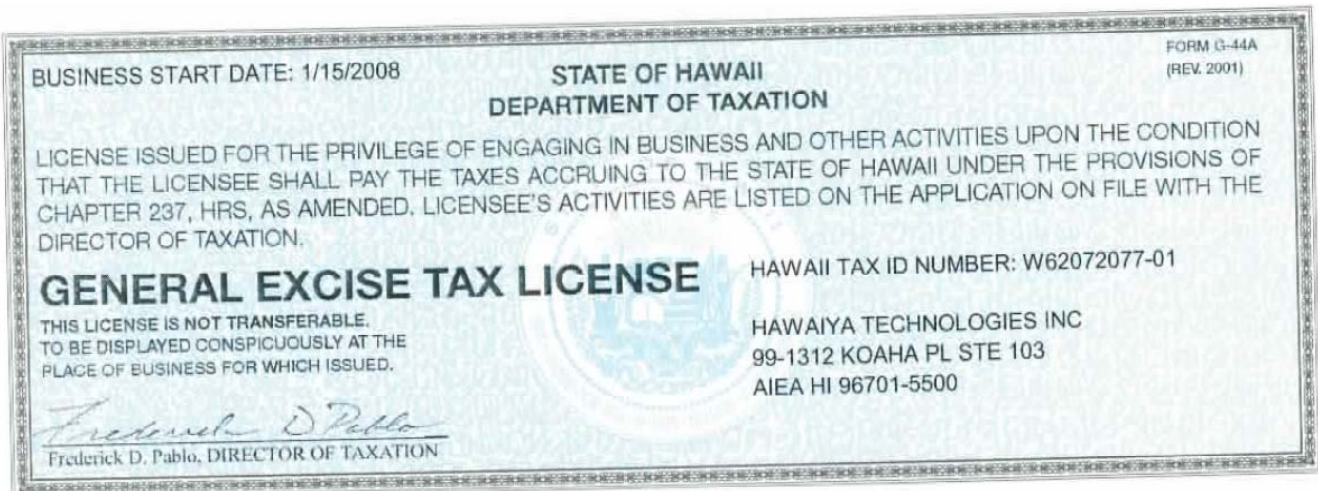 BUSINESS START DATE: 1/15/2008
STATE OF HAWAII
DEPARTMENT OF TAXATION
FORM G-44A
(REV. 2001)
LICENSE ISSUED FOR THE PRIVILEGE OF ENGAGING IN BUSINESS AND OTHER ACTIVITIES UPON THE CONDITION
THAT THE LICENSEE SHALL PAY THE TAXES ACCRUING TO THE STATE OF HAWAII UNDER THE PROVISIONS OF
CHAPTER 237, HRS, AS AMENDED. LICENSEE'S ACTIVITIES ARE LISTED ON THE APPLICATION ON FILE WITH THE
DIRECTOR OF TAXATION.
GENERAL EXCISE TAX LICENSE
THIS LICENSE IS NOT TRANSFERABLE.
TO BE DISPLAYED CONSPICUOUSLY AT THE
PLACE OF BUSINESS FOR WHICH ISSUED.
HAWAII TAX ID NUMBER: W62072077-01
HAWAIYA TECHNOLOGIES INC
99-1312 KOAHA PL STE 103
AIEA HI 96701-5500
Frederick D Pablo
Frederick D. Pablo, DIRECTOR OF TAXATION